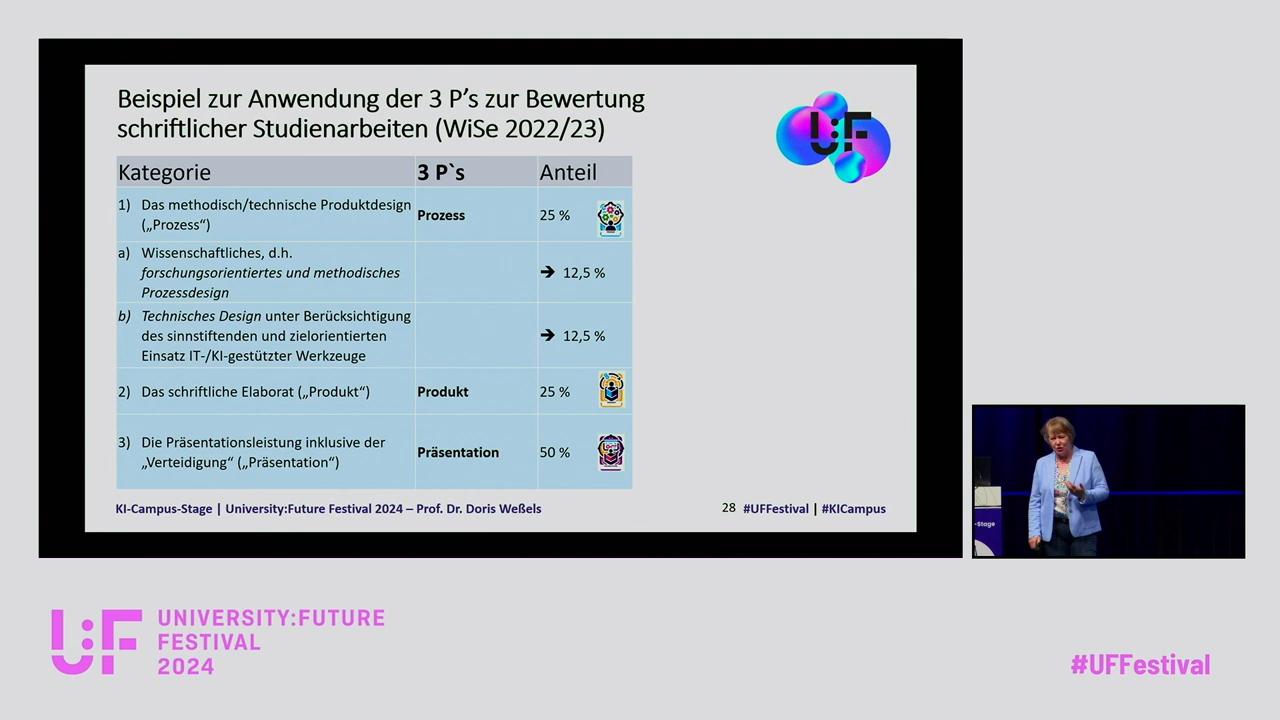 Beispiel zur Anwendung der 3 P's zur Bewertung
schriftlicher Studienarbeiten (WiSe 2022/23)
U:F
Kategorie 3 P`s Anteil
1) Das methodisch/technische Produktdesign
(„Prozess“) Prozess 25 %
a) Wissenschaftliches, d.h.
forschungsorientiertes und methodisches
Prozessdesign ➔ 12,5 %
b) Technisches Design unter Berücksichtigung
des sinnstiftenden und zielorientierten
Einsatz IT-/KI-gestützter Werkzeuge ➔ 12,5 %
2) Das schriftliche Elaborat („Produkt“) Produkt 25 %
3) Die Präsentationsleistung inklusive der
„Verteidigung“ („Präsentation“) Präsentation 50 %
KI-Campus-Stage | University:Future Festival 2024 – Prof. Dr. Doris Weßels 28 #UFFestival | #KICampus
-Stage
U:F
UNIVERSITY:FUTURE
FESTIVAL
2024
#UFFestival